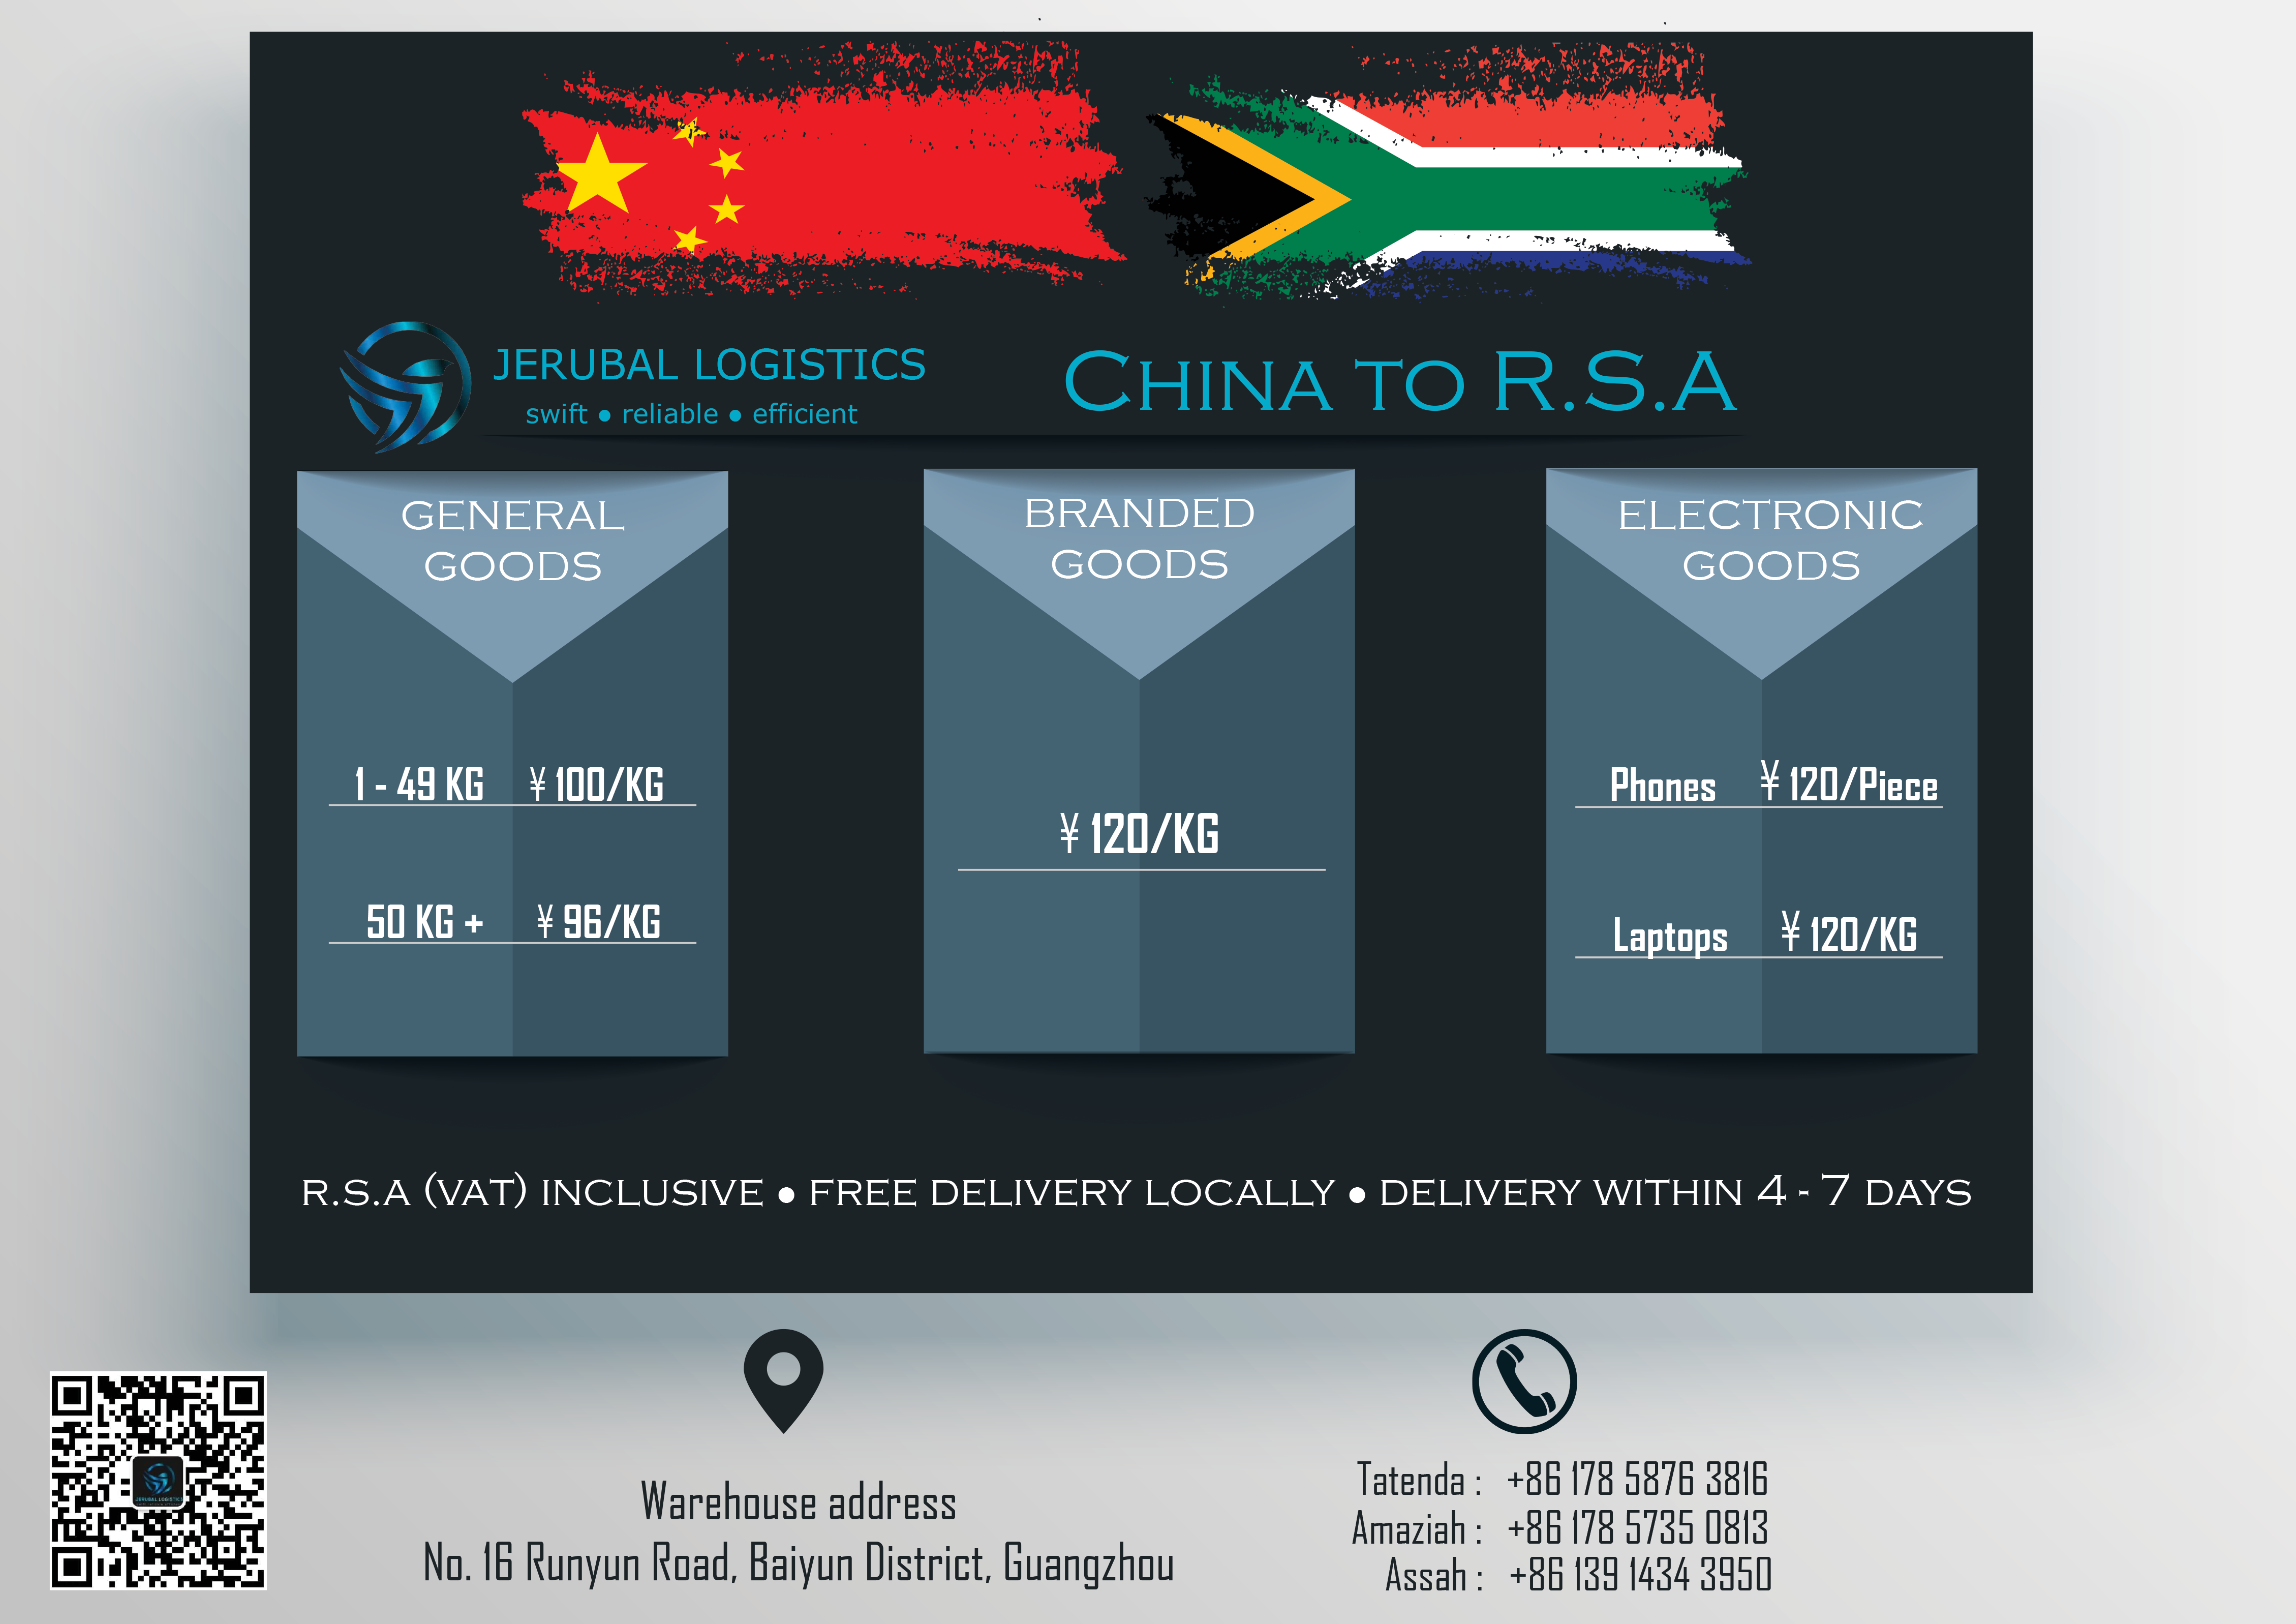 JERUBAL LOGISTICS
swift ● reliable ● efficient
CHINA TO R.S.A
GENERAL
GOODS
1 - 49 KG ¥ 100/KG
50 KG + ¥ 96/KG
BRANDED
GOODS
¥ 120/KG
ELECTRONIC
GOODS
Phones ¥ 120/Piece
Laptops ¥ 120/KG
R.S.A (VAT) INCLUSIVE ● FREE DELIVERY LOCALLY ● DELIVERY WITHIN 4 - 7 DAYS
JERUBAL LOGISTICS
Warehouse address
No. 16 Runyun Road, Baiyun District, Guangzhou
Tatenda : +86 178 5876 3816
Amaziah : +86 178 5735 0813
Assah : +86 139 1434 3950